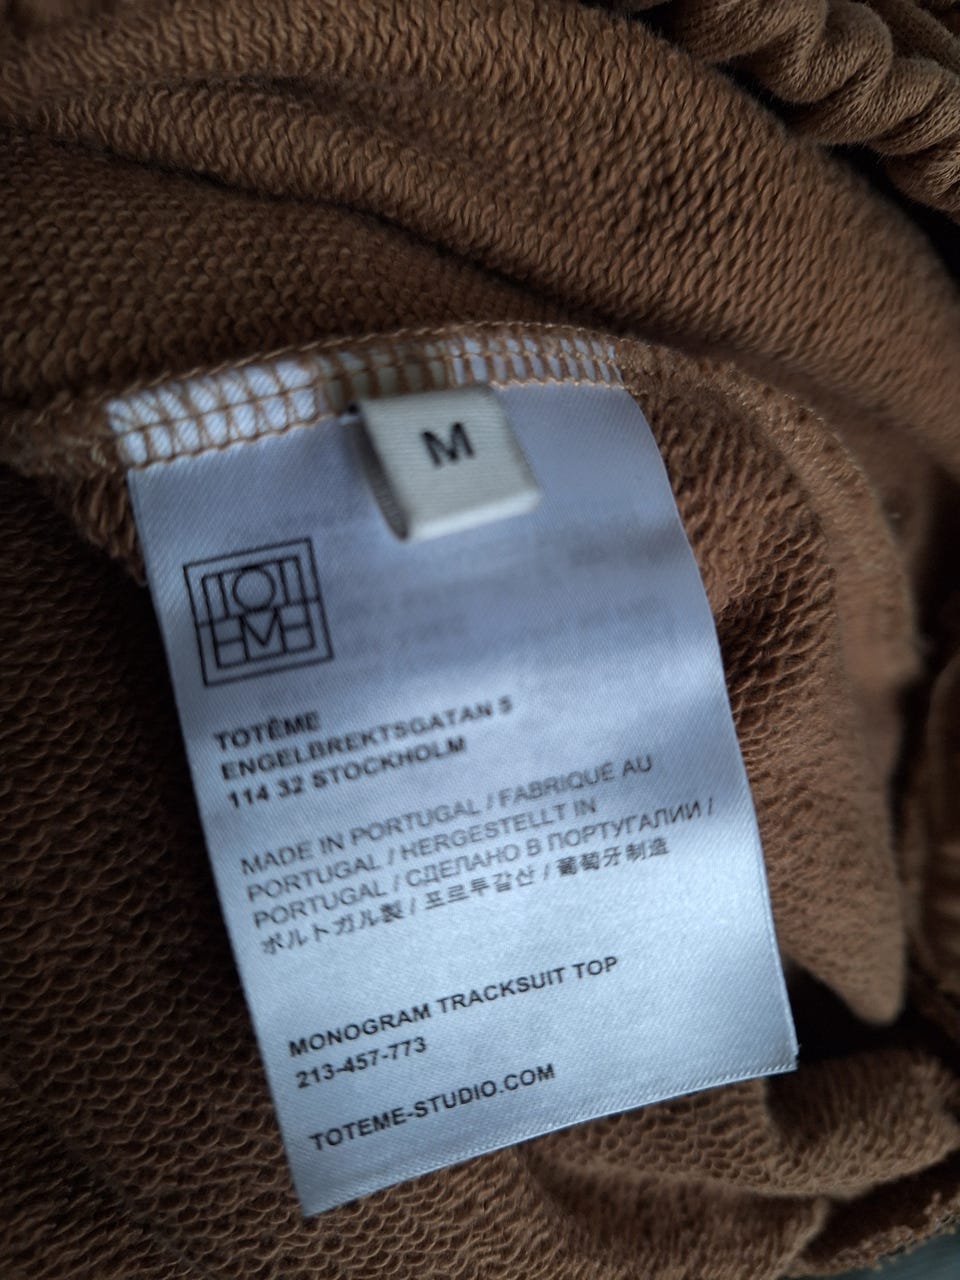 M
TOTÊME
TOTÊME
ENGELBREKTSGATAN 5
114 32 STOCKHOLM
MADE IN PORTUGAL / FABRIQUÉ AU
PORTUGAL / HERGESTELLT IN
PORTUGAL / СДЕЛАНО В ПОРТУГАЛИИ /
ポルトガル製 / 포르투갈산 / 葡萄牙制造
MONOGRAM TRACKSUIT TOP
213-457-773
TOTEME-STUDIO.COM